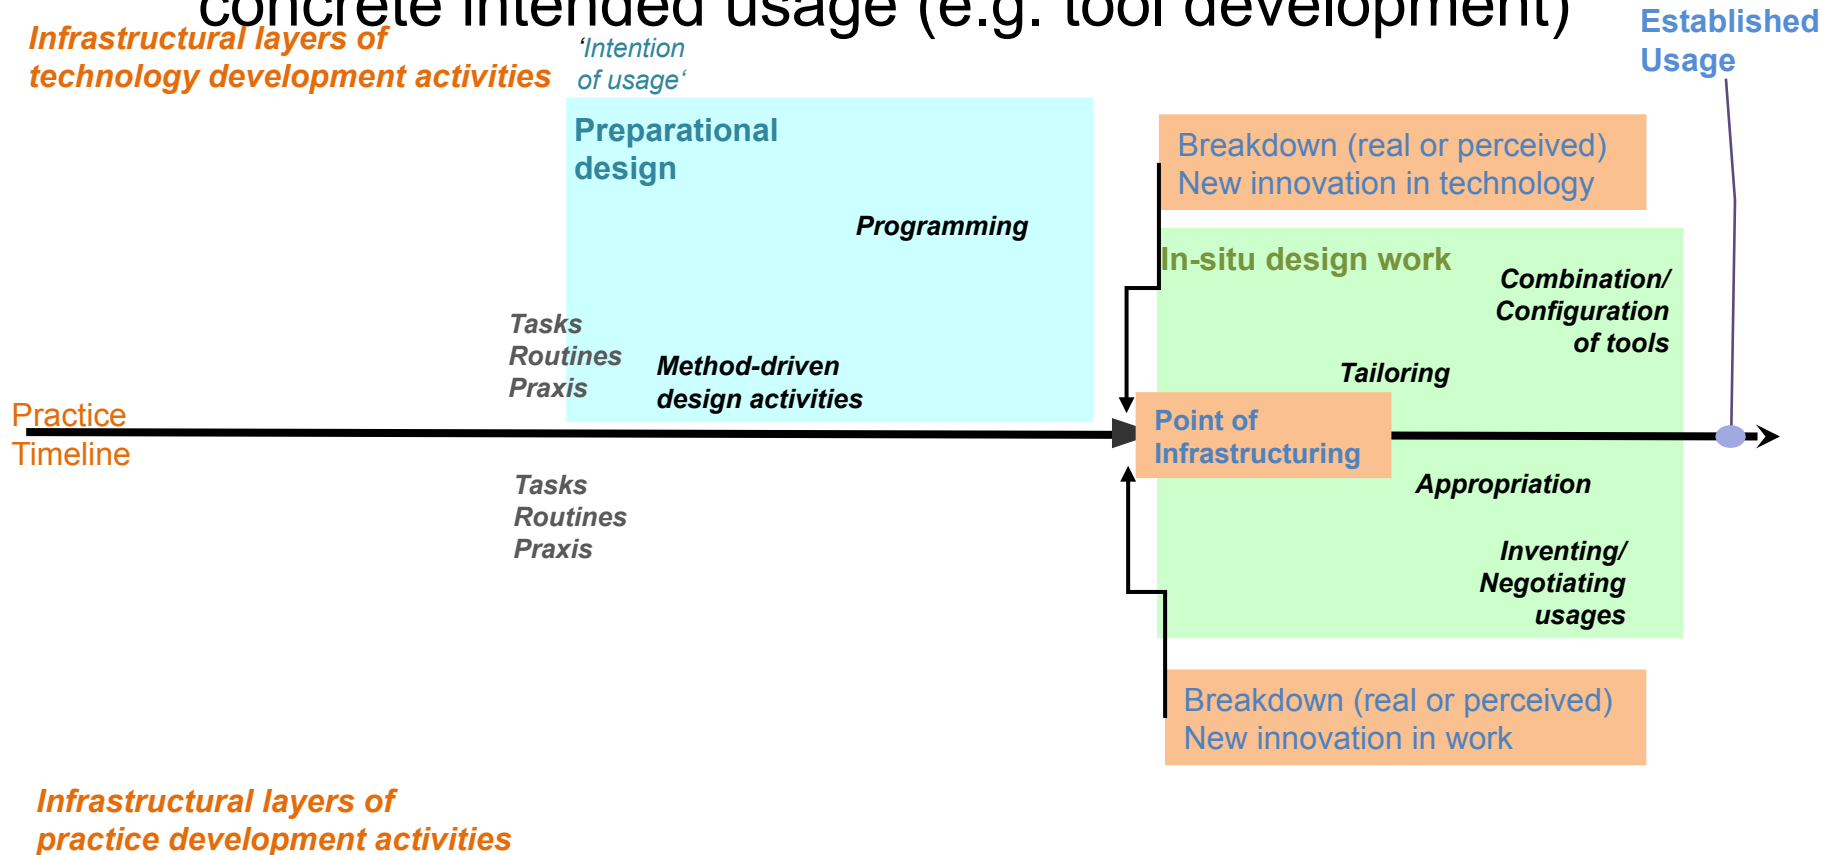 concrete intended usage (e.g. tool development)
Infrastructural layers of
technology development activities
'Intention
of usage'
Established
Usage
Preparational
design
Breakdown (real or perceived)
New innovation in technology
Programming
In-situ design work
Combination/
Configuration
of tools
Tasks
Routines
Praxis
Method-driven
design activities
Tailoring
Practice
Timeline
Point of
Infrastructuring
Tasks
Routines
Praxis
Appropriation
Inventing/
Negotiating
usages
Breakdown (real or perceived)
New innovation in work
Infrastructural layers of
practice development activities